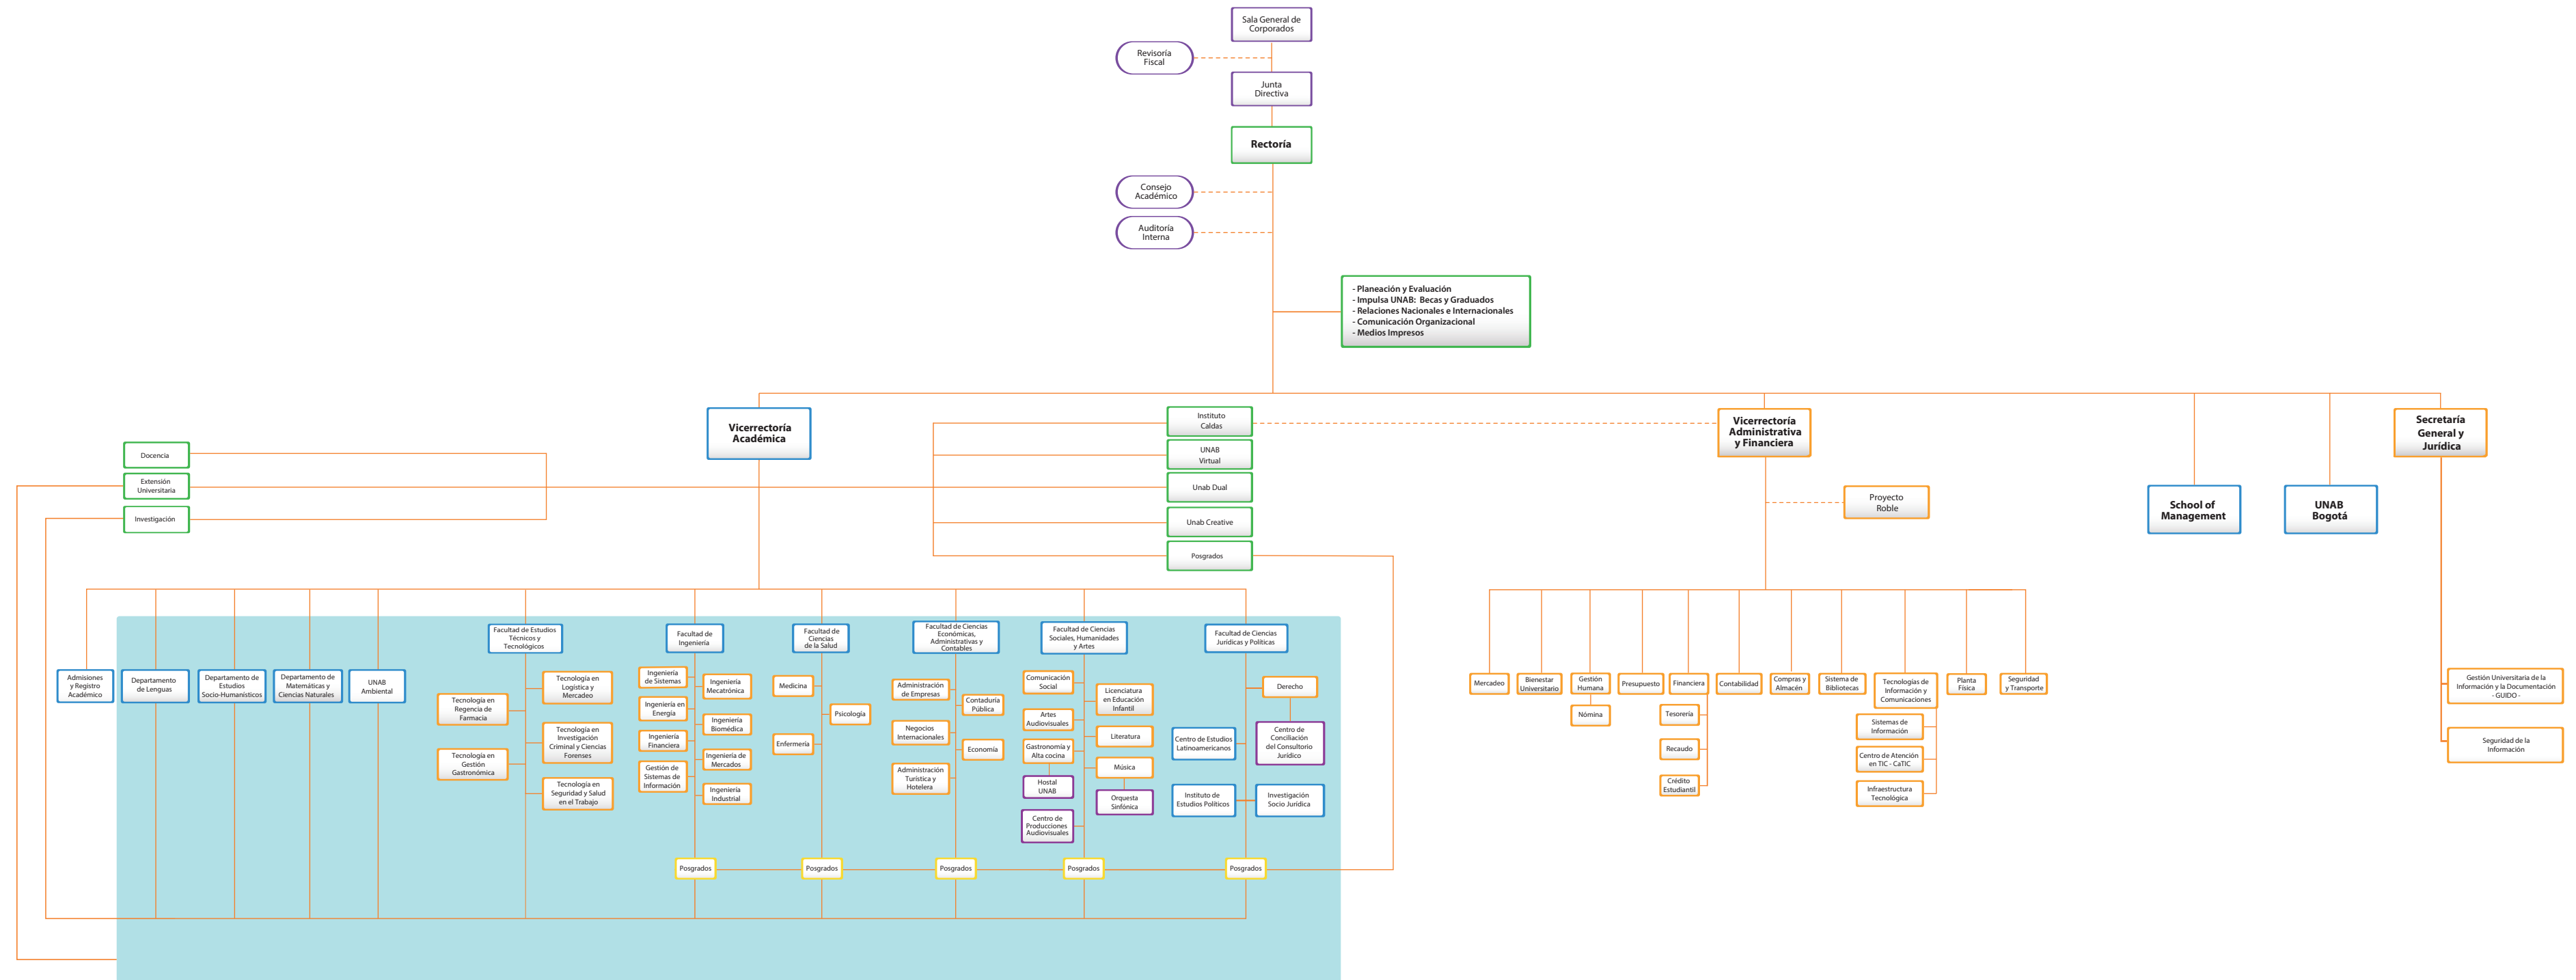 Sala General de
Corporados
Revisoría
Fiscal
Junta
Directiva
Rectoría
Consejo
Académico
Auditoría
Interna
- Planeación y Evaluación
- Impulsa UNAB: Becas y Graduados
- Relaciones Nacionales e Internacionales
- Comunicación Organizacional
- Medios Impresos
Vicerrectoría
Académica
Instituto
Caldas
UNAB
Virtual
Unab Dual
Unab Creative
Posgrados
Vicerrectoría
Administrativa
y Financiera
Secretaría
General y
Jurídica
Docencia
Extensión
Universitaria
Investigación
Proyecto
Roble
School of
Management
UNAB
Bogotá
Admisiones
y Registro
Académico
Departamento
de Lenguas
Departamento de
Estudios
Socio-Humanísticos
Departamento de
Matemáticas y
Ciencias Naturales
UNAB
Ambiental
Facultad de Estudios
Técnicos y
Tecnológicos
Tecnología en
Logística y
Mercadeo
Tecnología en
Regencia de
Farmacia
Tecnología en
Investigación
Criminal y Ciencias
Forenses
Tecnología en
Gestión
Gastronómica
Tecnología en
Seguridad y Salud
en el Trabajo
Facultad de
Ingeniería
Ingeniería
de Sistemas
Ingeniería
Mecatrónica
Ingeniería en
Energía
Ingeniería
Biomédica
Ingeniería
Financiera
Ingeniería de
Mercados
Gestión de
Sistemas de
Información
Ingeniería
Industrial
Posgrados
Facultad de
Ciencias
de la Salud
Medicina
Psicología
Enfermería
Posgrados
Facultad de Ciencias
Económicas,
Administrativas y
Contables
Administración
de Empresas
Contaduría
Pública
Negocios
Internacionales
Economía
Administración
Turística y
Hotelera
Posgrados
Facultad de Ciencias
Sociales, Humanidades
y Artes
Comunicación
Social
Licenciatura
en Educación
Infantil
Artes
Audiovisuales
Literatura
Gastronomía y
Alta cocina
Música
Hostal
UNAB
Orquesta
Sinfónica
Centro de
Producciones
Audiovisuales
Posgrados
Facultad de Ciencias
Jurídicas y Políticas
Derecho
Centro de Estudios
Latinoamericanos
Centro de
Conciliación
del Consultorio
Jurídico
Instituto de
Estudios Políticos
Investigación
Socio Jurídica
Posgrados
Mercadeo
Bienestar
Universitario
Gestión
Humana
Nómina
Presupuesto
Financiera
Tesorería
Recaudo
Crédito
Estudiantil
Contabilidad
Compras y
Almacén
Sistema de
Bibliotecas
Tecnologías de
Información y
Comunicaciones
Sistemas de
Información
Centro de Atención
en TIC - CaTIC
Infraestructura
Tecnológica
Planta
Física
Seguridad
y Transporte
Gestión Universitaria de la
Información y la Documentación
- GUIDO -
Seguridad de la
Información